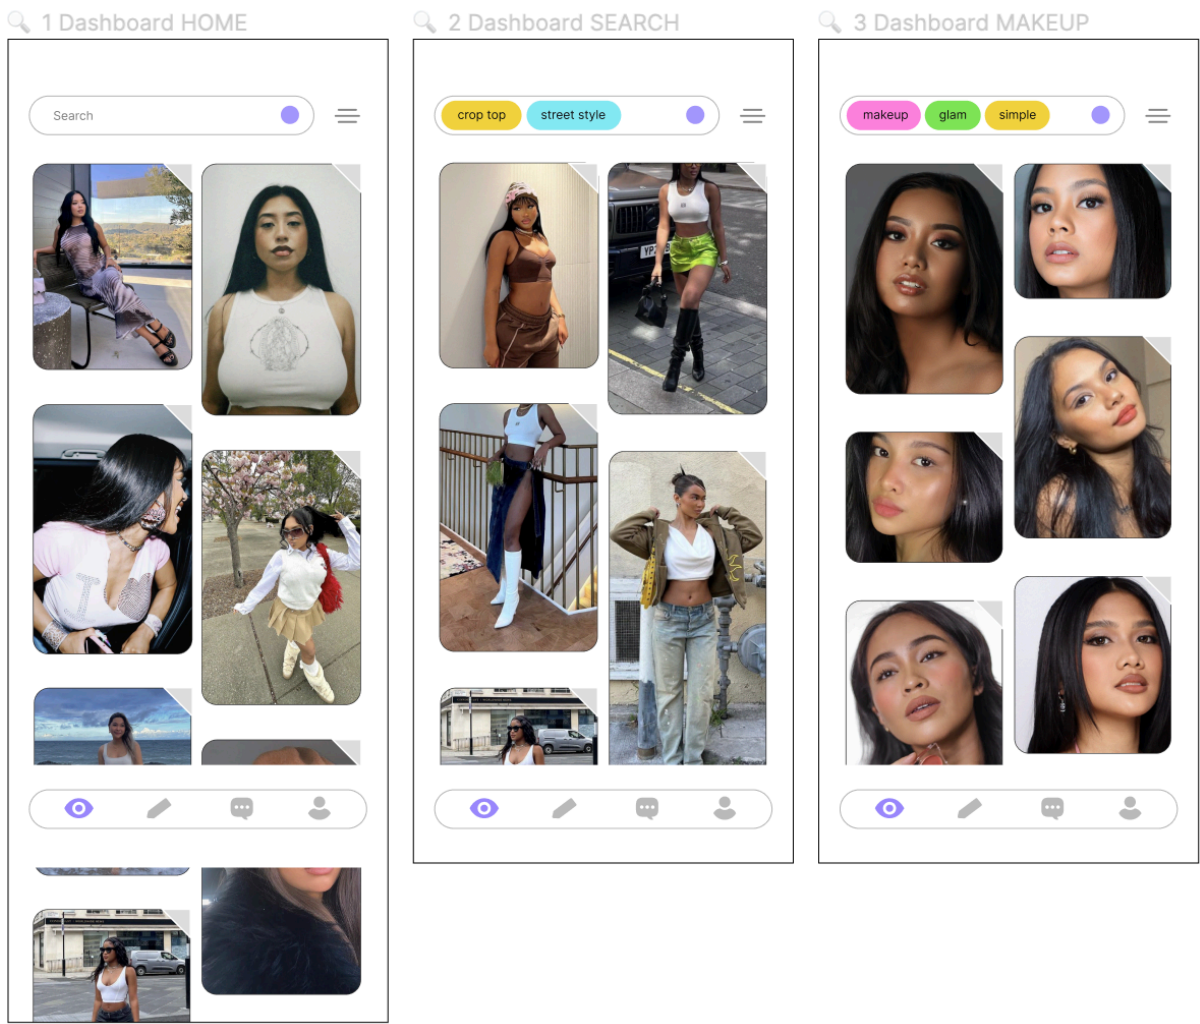 1 Dashboard HOME
2 Dashboard SEARCH
3 Dashboard MAKEUP
Search
crop top
street style
makeup
glam
simple